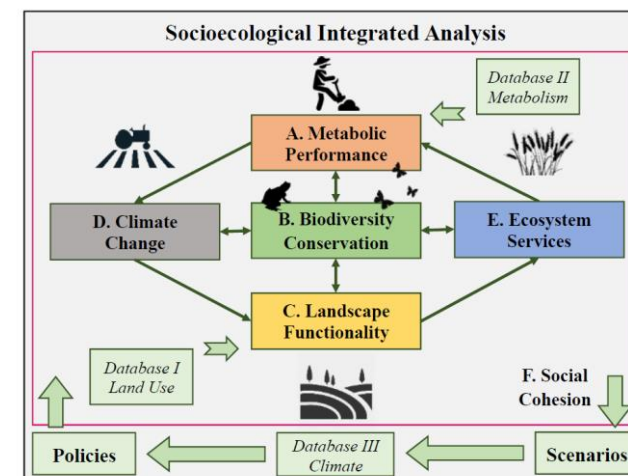 Socioecological Integrated Analysis
Database II
Metabolism
A. Metabolic
Performance
D. Climate
Change
B. Biodiversity
Conservation
E. Ecosystem
Services
C. Landscape
Functionality
Database I
Land Use
F. Social
Cohesion
Policies
Database III
Climate
Scenarios